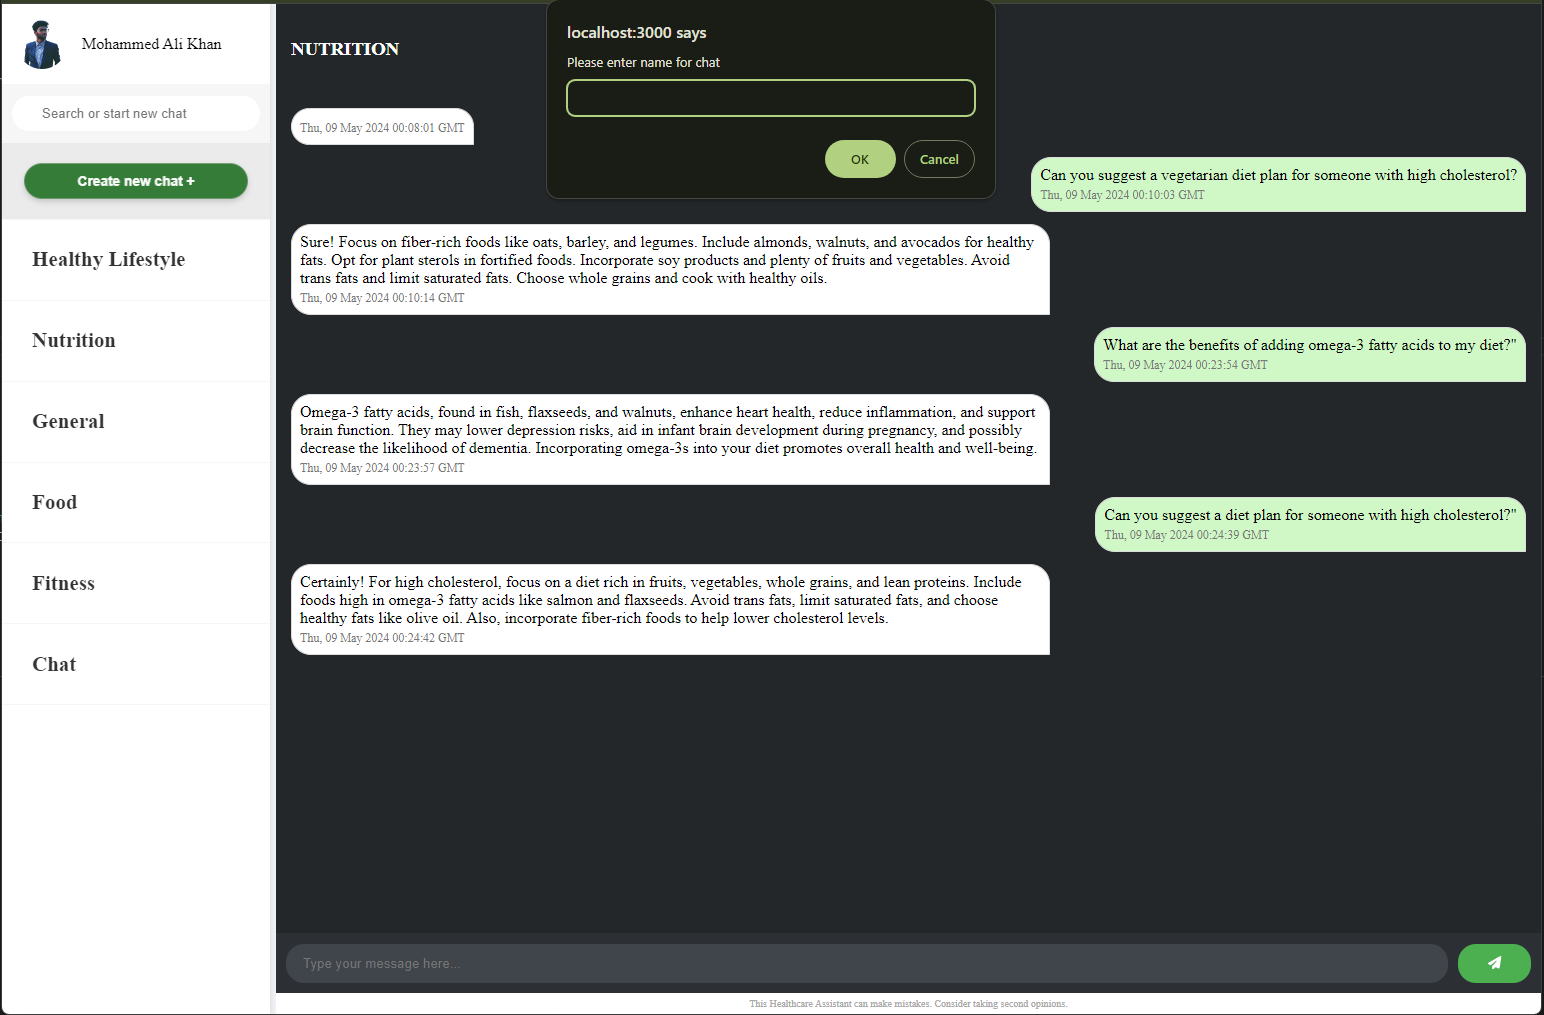 Mohammed Ali Khan
Search or start new chat
Create new chat +
Healthy Lifestyle
Nutrition
General
Food
Fitness
Chat
NUTRITION
localhost:3000 says
Please enter name for chat
OK
Cancel
Thu, 09 May 2024 00:08:01 GMT
Can you suggest a vegetarian diet plan for someone with high cholesterol?
Thu, 09 May 2024 00:10:03 GMT
Sure! Focus on fiber-rich foods like oats, barley, and legumes. Include almonds, walnuts, and avocados for healthy
fats. Opt for plant sterols in fortified foods. Incorporate soy products and plenty of fruits and vegetables. Avoid
trans fats and limit saturated fats. Choose whole grains and cook with healthy oils.
Thu, 09 May 2024 00:10:14 GMT
What are the benefits of adding omega-3 fatty acids to my diet?"
Thu, 09 May 2024 00:23:54 GMT
Omega-3 fatty acids, found in fish, flaxseeds, and walnuts, enhance heart health, reduce inflammation, and support
brain function. They may lower depression risks, aid in infant brain development during pregnancy, and possibly
decrease the likelihood of dementia. Incorporating omega-3s into your diet promotes overall health and well-being.
Thu, 09 May 2024 00:23:57 GMT
Can you suggest a diet plan for someone with high cholesterol?"
Thu, 09 May 2024 00:24:39 GMT
Certainly! For high cholesterol, focus on a diet rich in fruits, vegetables, whole grains, and lean proteins. Include
foods high in omega-3 fatty acids like salmon and flaxseeds. Avoid trans fats, limit saturated fats, and choose
healthy fats like olive oil. Also, incorporate fiber-rich foods to help lower cholesterol levels.
Thu, 09 May 2024 00:24:42 GMT
Type your message here...
This Healthcare Assistant can make mistakes. Consider taking second opinions.